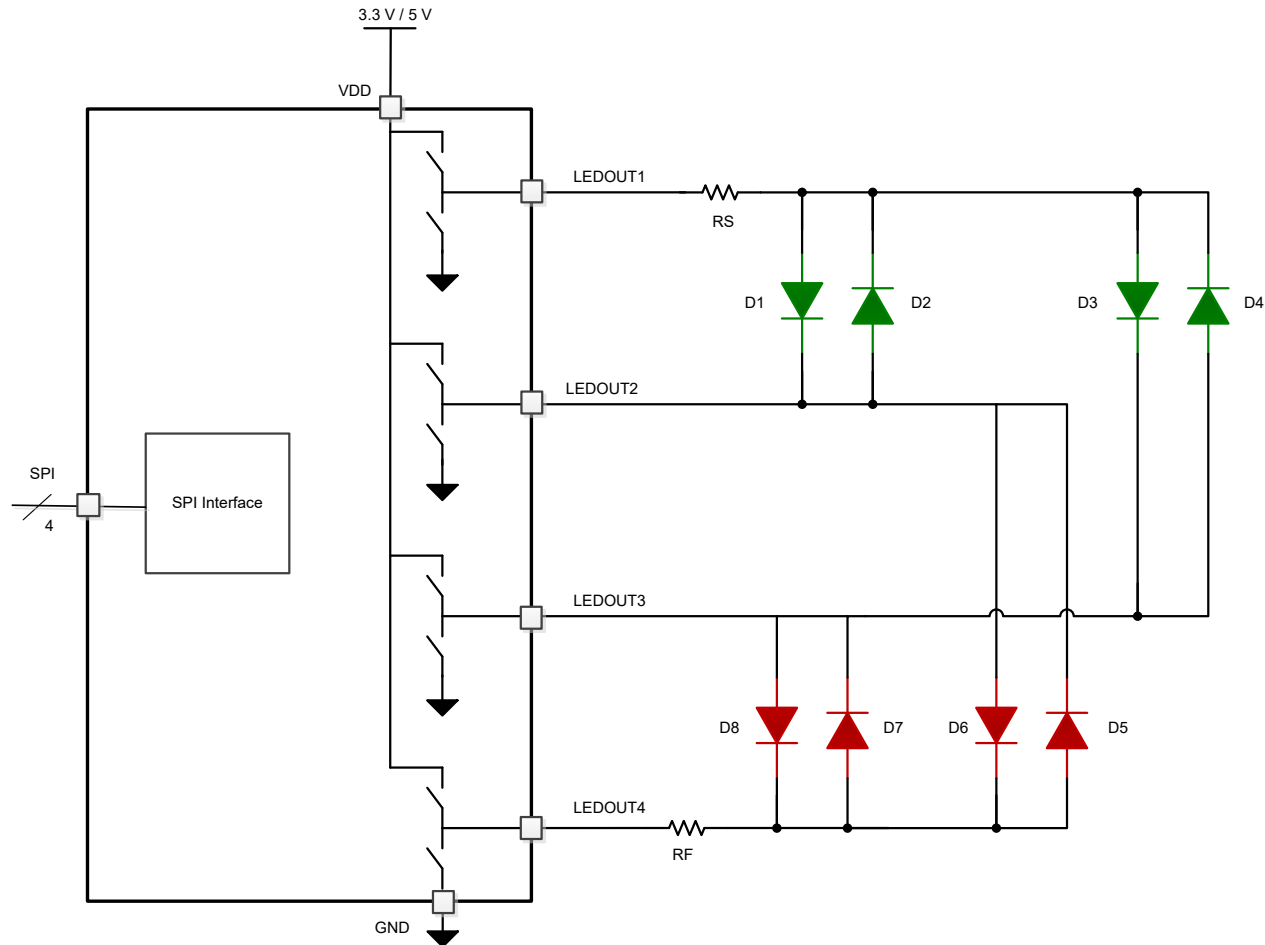 3.3 V / 5 V
VDD
LEDOUT1
RS
D1
D2
D3
D4
LEDOUT2
SPI
SPI Interface
4
LEDOUT3
D8
D7
D6
D5
LEDOUT4
RF
GND